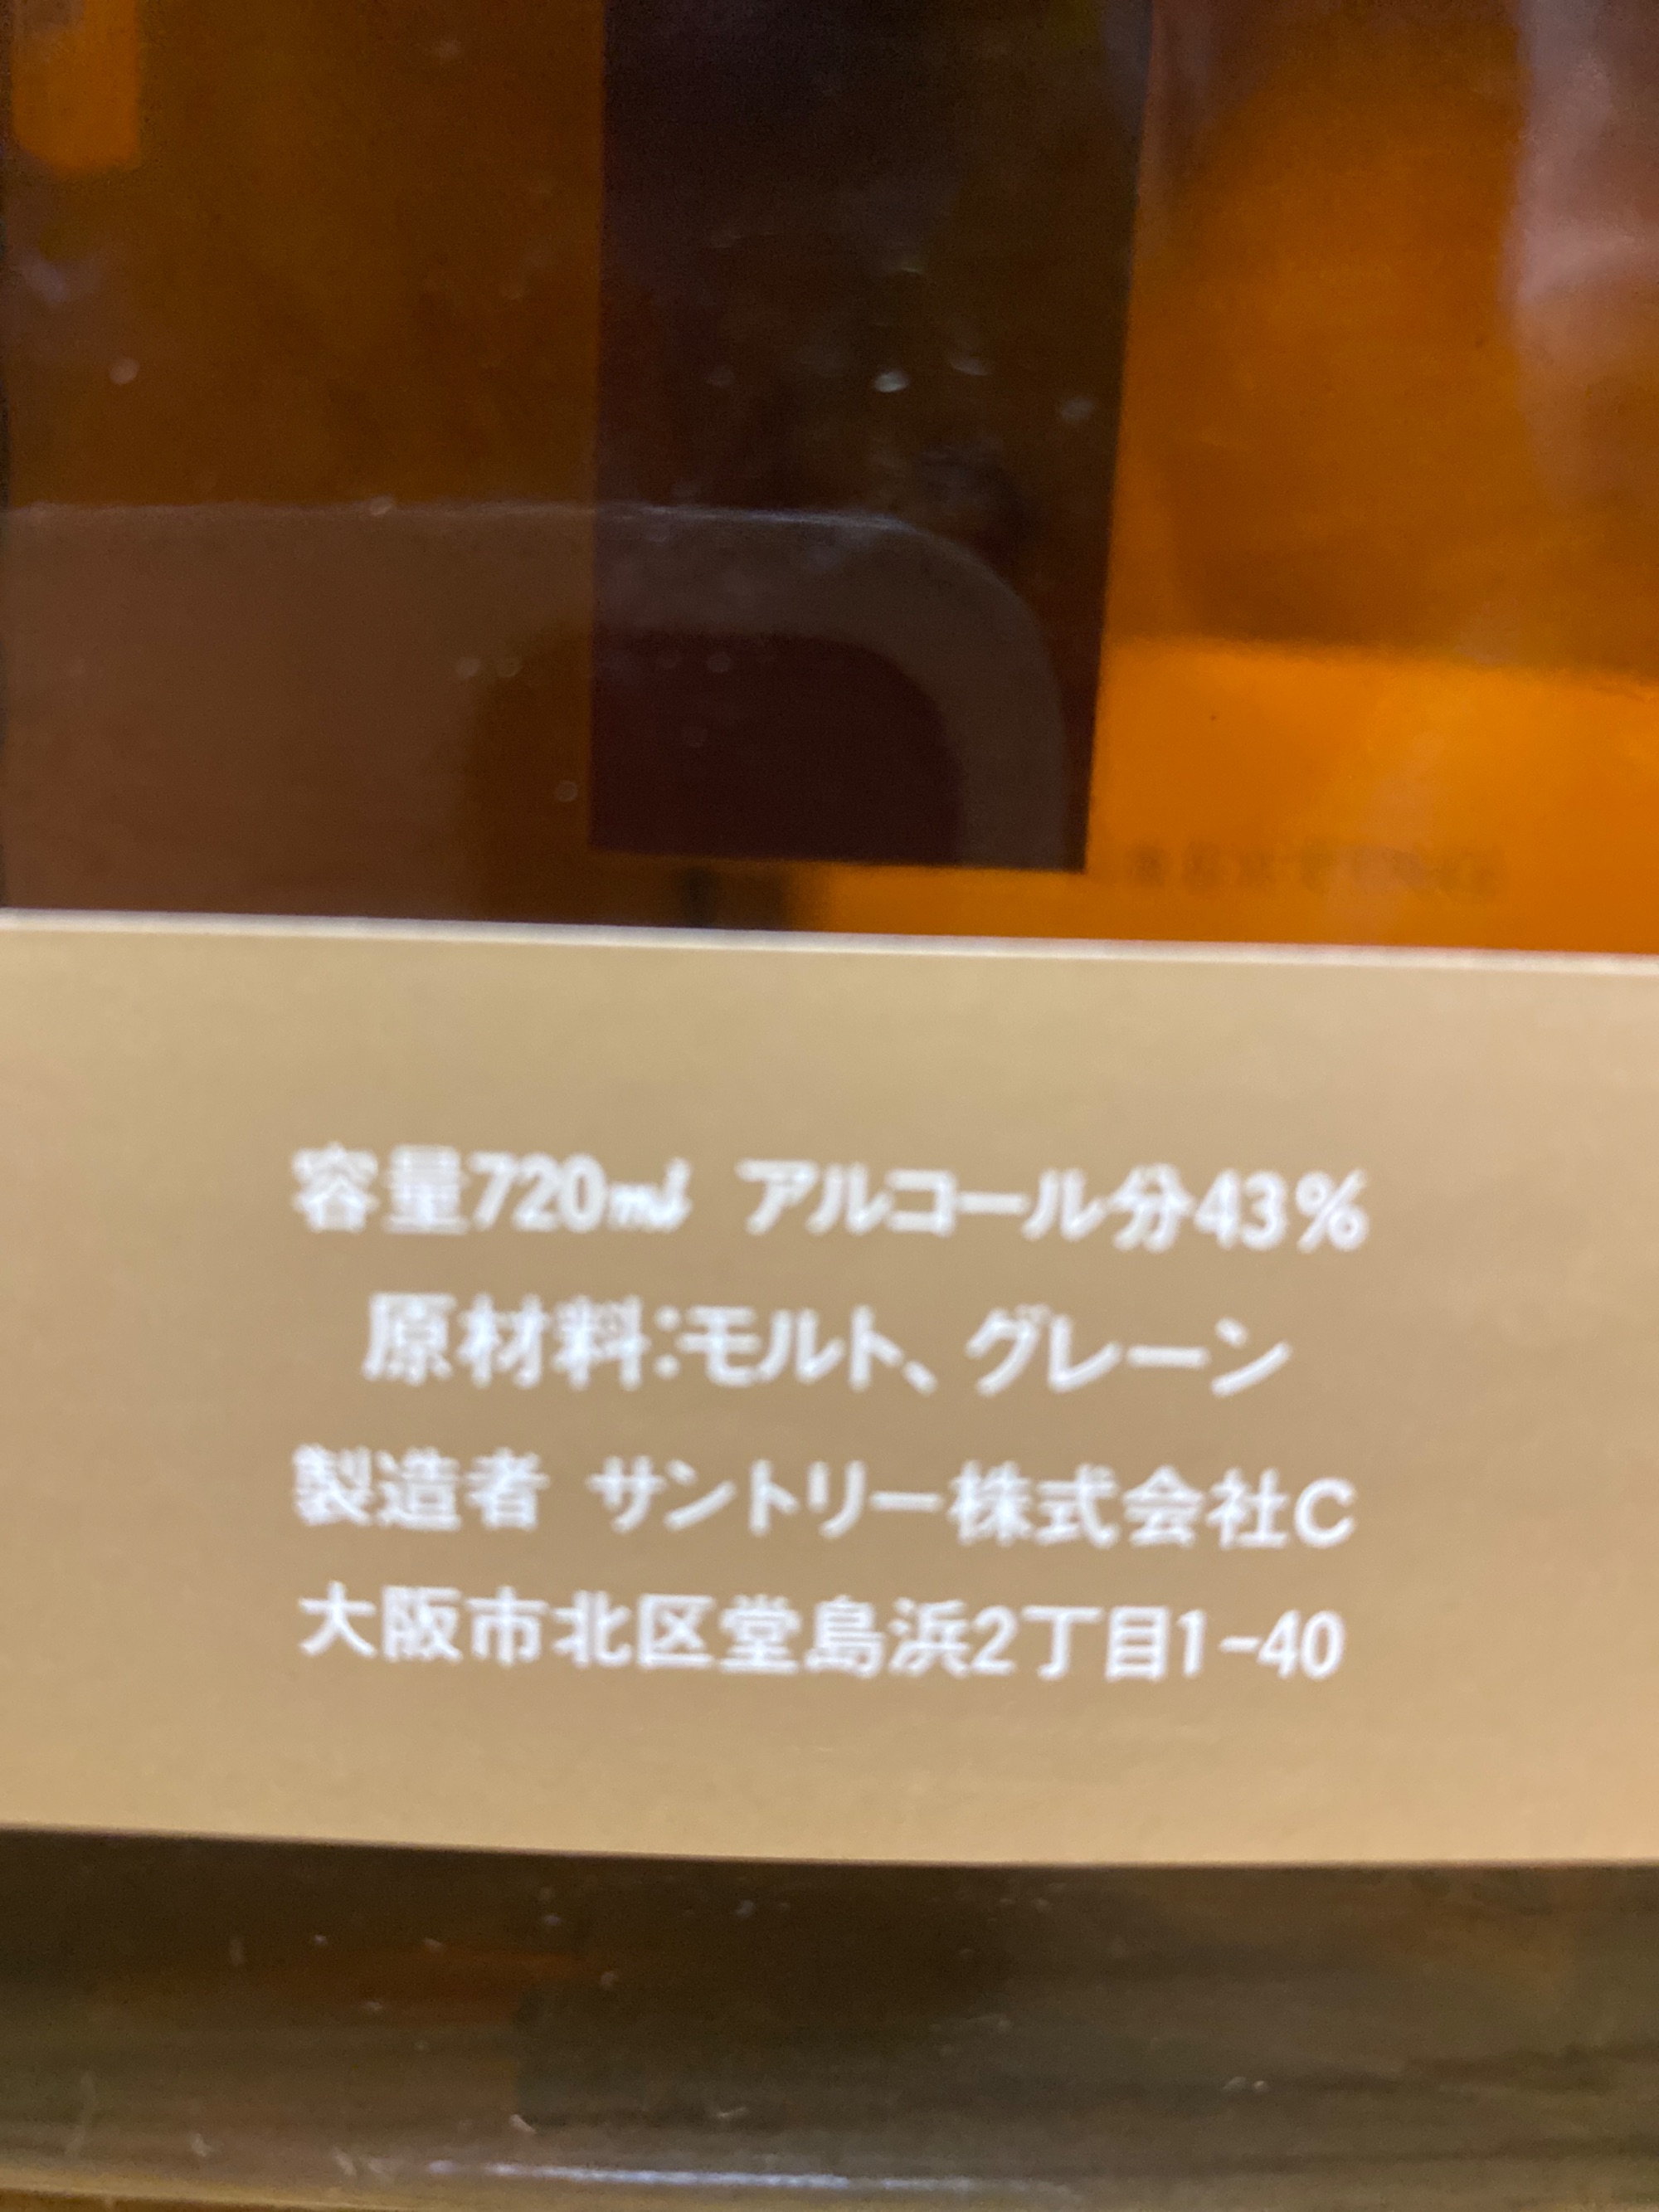 容量720㎖ アルコール分43%
原材料:モルト、グレーン
製造者 サントリー株式会社C
大阪市北区堂島浜2丁目1-40